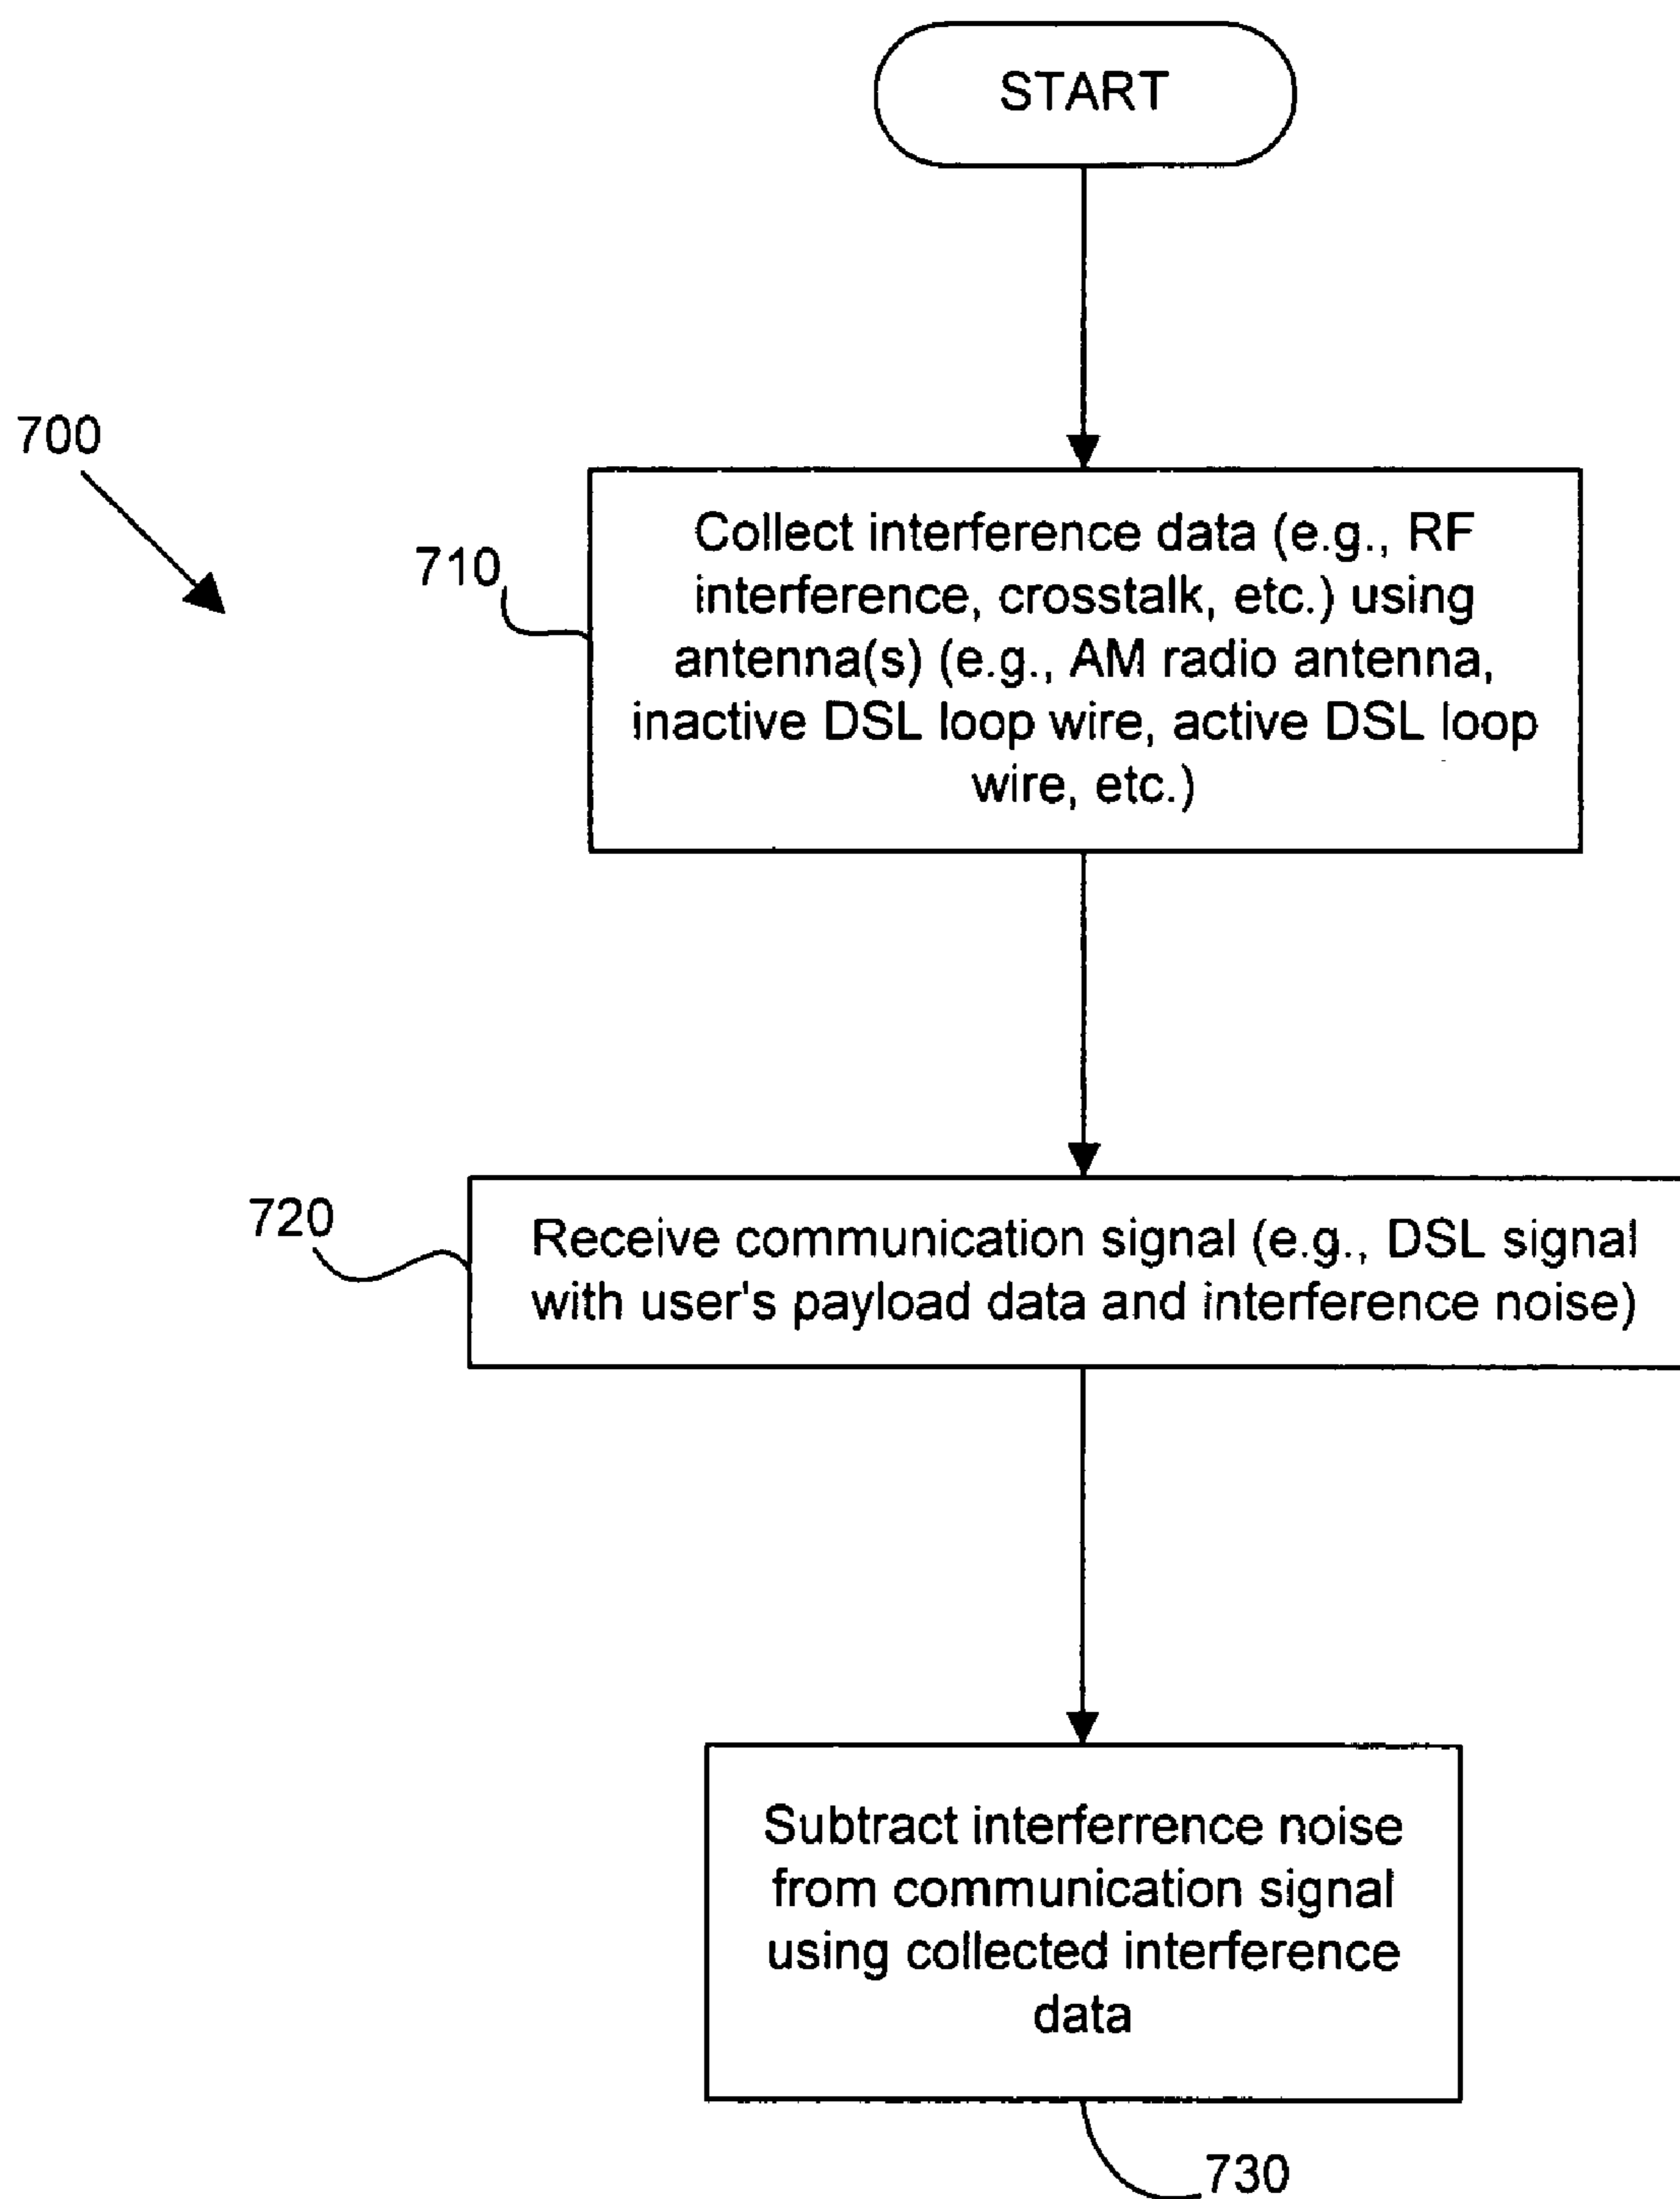 START
700
710
Collect interference data (e.g., RF
interference, crosstalk, etc.) using
antenna(s) (e.g., AM radio antenna,
inactive DSL loop wire, active DSL loop
wire, etc.)
720
Receive communication signal (e.g., DSL signal
with user's payload data and interference noise)
Subtract interferrence noise
from communication signal
using collected interference
data
730